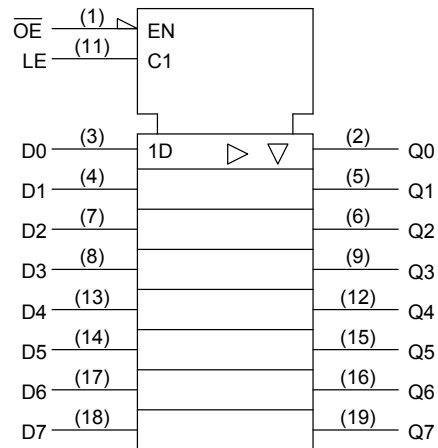 O̅E̅ (1) EN
LE (11) C1
D0 (3) 1D (2) Q0
D1 (4) (5) Q1
D2 (7) (6) Q2
D3 (8) (9) Q3
D4 (13) (12) Q4
D5 (14) (15) Q5
D6 (17) (16) Q6
D7 (18) (19) Q7